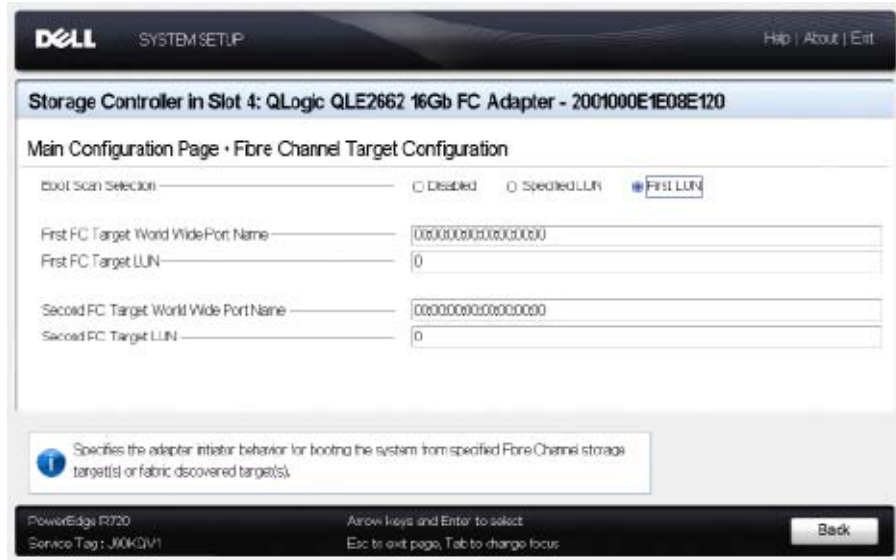 DELL SYSTEM SETUP Help | About | Exit
Storage Controller in Slot 4: QLogic QLE2662 16Gb FC Adapter - 2001000E1E08E120
Main Configuration Page • Fibre Channel Target Configuration
Boot Scan Selection Disabled Specified LUN First LUN
First FC Target World Wide Port Name 00:00:00:00:00:00:00:00
First FC Target LUN 0
Second FC Target World Wide Port Name 00:00:00:00:00:00:00:00
Second FC Target LUN 0
Specifies the adapter initiator behavior for booting the system from specified Fibre Channel storage
target(s) or fabric discovered target(s).
PowerEdge R720 Arrow keys and Enter to select
Service Tag : Esc to exit page, Tab to change focus
Back